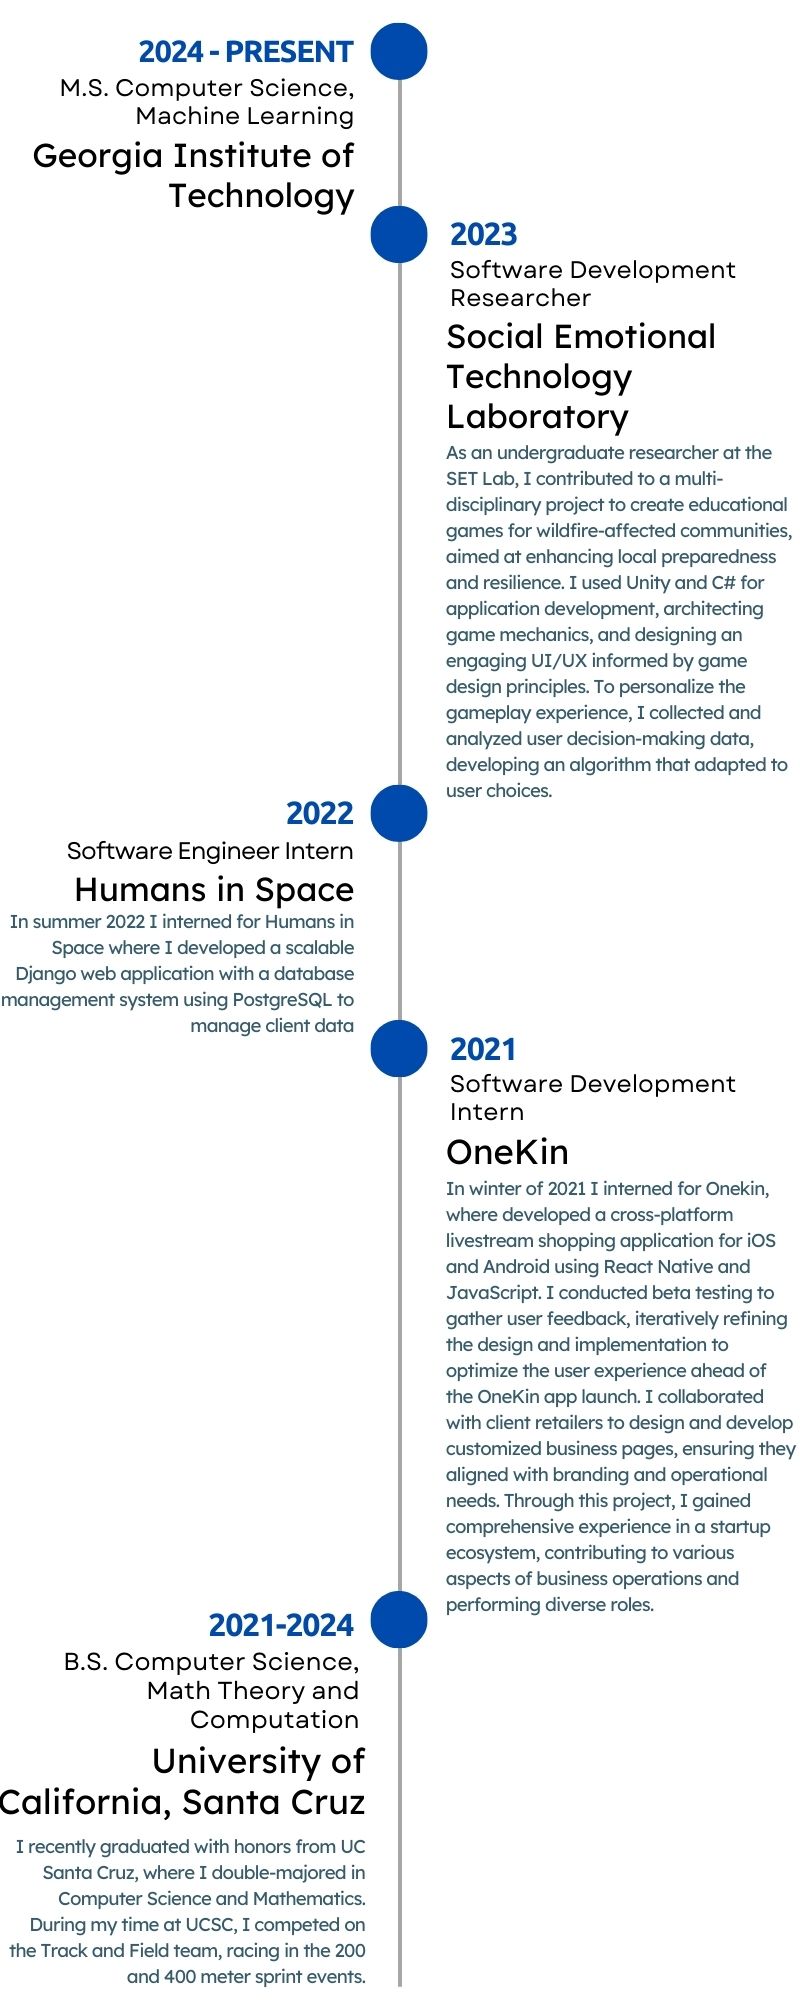 2024 - PRESENT
M.S. Computer Science,
Machine Learning
Georgia Institute of
Technology
2023
Software Development
Researcher
Social Emotional
Technology
Laboratory
As an undergraduate researcher at the
SET Lab, I contributed to a multi-
disciplinary project to create educational
games for wildfire-affected communities,
aimed at enhancing local preparedness
and resilience. I used Unity and C# for
application development, architecting
game mechanics, and designing an
engaging UI/UX informed by game
design principles. To personalize the
gameplay experience, I collected and
analyzed user decision-making data,
developing an algorithm that adapted to
user choices.
2022
Software Engineer Intern
Humans in Space
In summer 2022 I interned for Humans in
Space where I developed a scalable
Django web application with a database
management system using PostgreSQL to
manage client data
2021
Software Development
Intern
OneKin
In winter of 2021 I interned for Onekin,
where developed a cross-platform
livestream shopping application for iOS
and Android using React Native and
JavaScript. I conducted beta testing to
gather user feedback, iteratively refining
the design and implementation to
optimize the user experience ahead of
the OneKin app launch. I collaborated
with client retailers to design and develop
customized business pages, ensuring they
aligned with branding and operational
needs. Through this project, I gained
comprehensive experience in a startup
ecosystem, contributing to various
aspects of business operations and
performing diverse roles.
2021-2024
B.S. Computer Science,
Math Theory and
Computation
University of
California, Santa Cruz
I recently graduated with honors from UC
Santa Cruz, where I double-majored in
Computer Science and Mathematics.
During my time at UCSC, I competed on
the Track and Field team, racing in the 200
and 400 meter sprint events.